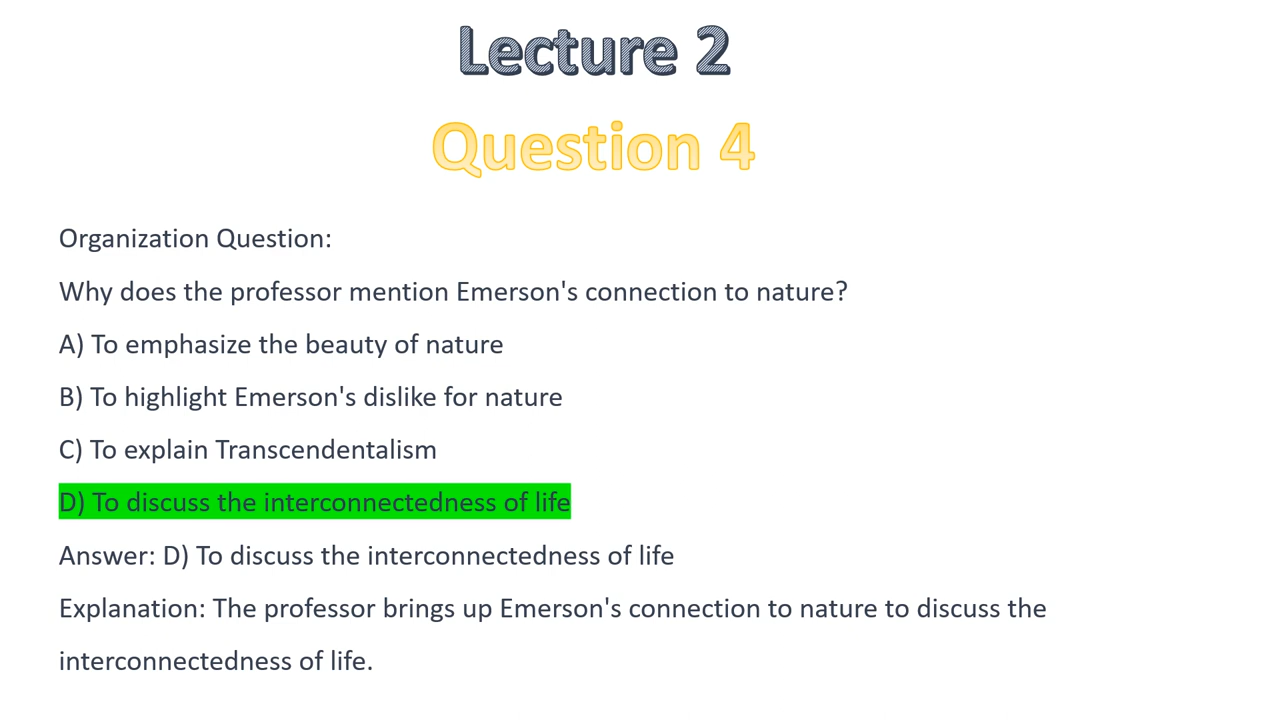 Lecture 2
Question 4
Organization Question:
Why does the professor mention Emerson's connection to nature?
A) To emphasize the beauty of nature
B) To highlight Emerson's dislike for nature
C) To explain Transcendentalism
D) To discuss the interconnectedness of life
Answer: D) To discuss the interconnectedness of life
Explanation: The professor brings up Emerson's connection to nature to discuss the
interconnectedness of life.